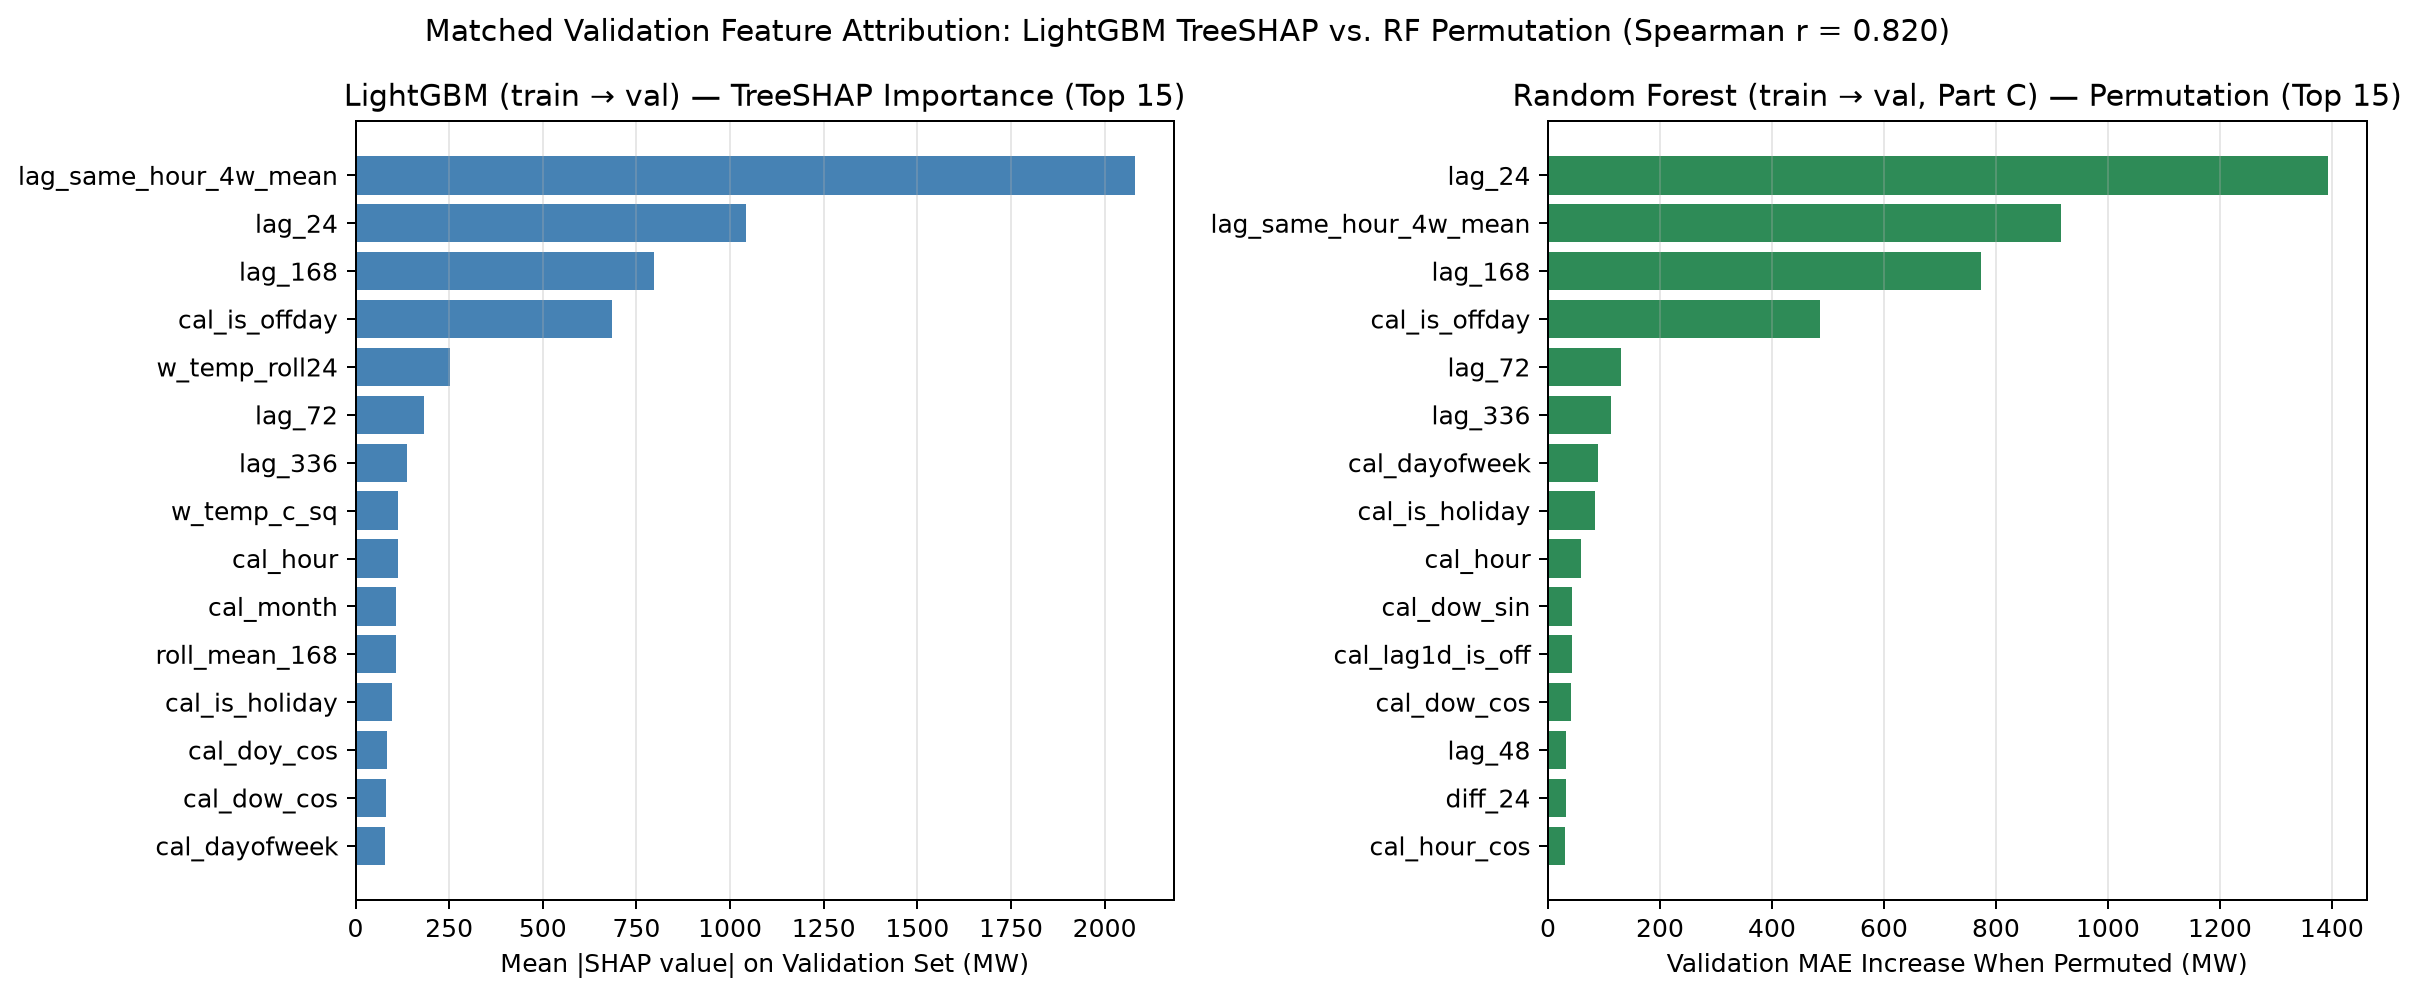 Matched Validation Feature Attribution: LightGBM TreeSHAP vs. RF Permutation (Spearman r = 0.820)
LightGBM (train → val) — TreeSHAP Importance (Top 15)
lag_same_hour_4w_mean
lag_24
lag_168
cal_is_offday
w_temp_roll24
lag_72
lag_336
w_temp_c_sq
cal_hour
cal_month
roll_mean_168
cal_is_holiday
cal_doy_cos
cal_dow_cos
cal_dayofweek
0 250 500 750 1000 1250 1500 1750 2000
Mean |SHAP value| on Validation Set (MW)
Random Forest (train → val, Part C) — Permutation (Top 15)
lag_24
lag_same_hour_4w_mean
lag_168
cal_is_offday
lag_72
lag_336
cal_dayofweek
cal_is_holiday
cal_hour
cal_dow_sin
cal_lag1d_is_off
cal_dow_cos
lag_48
diff_24
cal_hour_cos
0 200 400 600 800 1000 1200 1400
Validation MAE Increase When Permuted (MW)